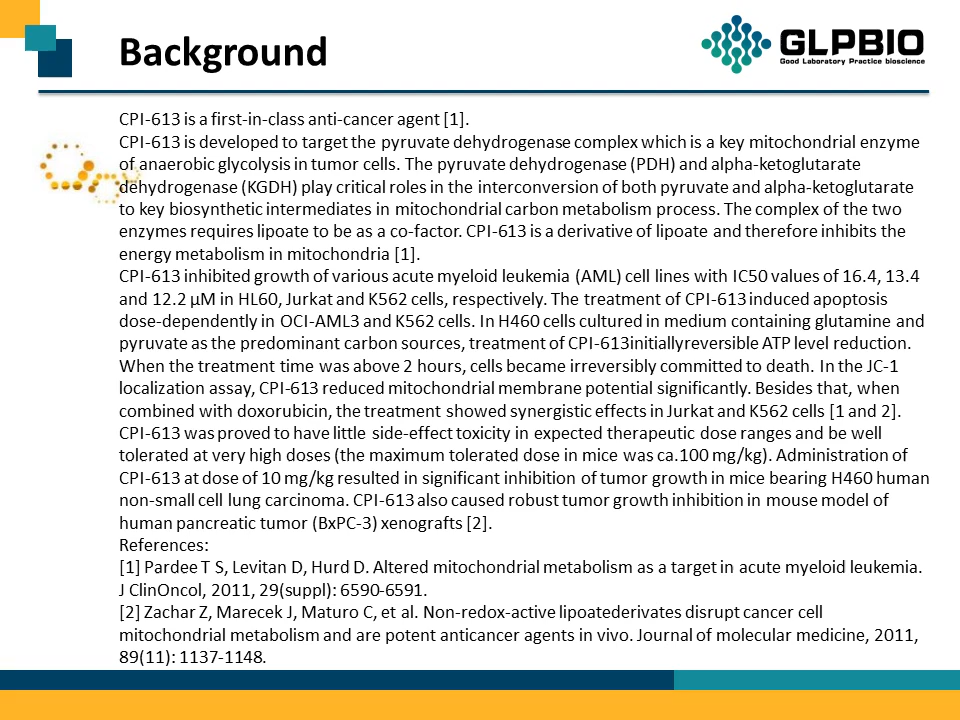 Background
GLPBIO
Good Laboratory Practice bioscience
CPI-613 is a first-in-class anti-cancer agent [1].
CPI-613 is developed to target the pyruvate dehydrogenase complex which is a key mitochondrial enzyme
of anaerobic glycolysis in tumor cells. The pyruvate dehydrogenase (PDH) and alpha-ketoglutarate
dehydrogenase (KGDH) play critical roles in the interconversion of both pyruvate and alpha-ketoglutarate
to key biosynthetic intermediates in mitochondrial carbon metabolism process. The complex of the two
enzymes requires lipoate to be as a co-factor. CPI-613 is a derivative of lipoate and therefore inhibits the
energy metabolism in mitochondria [1].
CPI-613 inhibited growth of various acute myeloid leukemia (AML) cell lines with IC50 values of 16.4, 13.4
and 12.2 μM in HL60, Jurkat and K562 cells, respectively. The treatment of CPI-613 induced apoptosis
dose-dependently in OCI-AML3 and K562 cells. In H460 cells cultured in medium containing glutamine and
pyruvate as the predominant carbon sources, treatment of CPI-613initiallyreversible ATP level reduction.
When the treatment time was above 2 hours, cells became irreversibly committed to death. In the JC-1
localization assay, CPI-613 reduced mitochondrial membrane potential significantly. Besides that, when
combined with doxorubicin, the treatment showed synergistic effects in Jurkat and K562 cells [1 and 2].
CPI-613 was proved to have little side-effect toxicity in expected therapeutic dose ranges and be well
tolerated at very high doses (the maximum tolerated dose in mice was ca.100 mg/kg). Administration of
CPI-613 at dose of 10 mg/kg resulted in significant inhibition of tumor growth in mice bearing H460 human
non-small cell lung carcinoma. CPI-613 also caused robust tumor growth inhibition in mouse model of
human pancreatic tumor (BxPC-3) xenografts [2].
References:
[1] Pardee T S, Levitan D, Hurd D. Altered mitochondrial metabolism as a target in acute myeloid leukemia.
J ClinOncol, 2011, 29(suppl): 6590-6591.
[2] Zachar Z, Marecek J, Maturo C, et al. Non-redox-active lipoatederivates disrupt cancer cell
mitochondrial metabolism and are potent anticancer agents in vivo. Journal of molecular medicine, 2011,
89(11): 1137-1148.